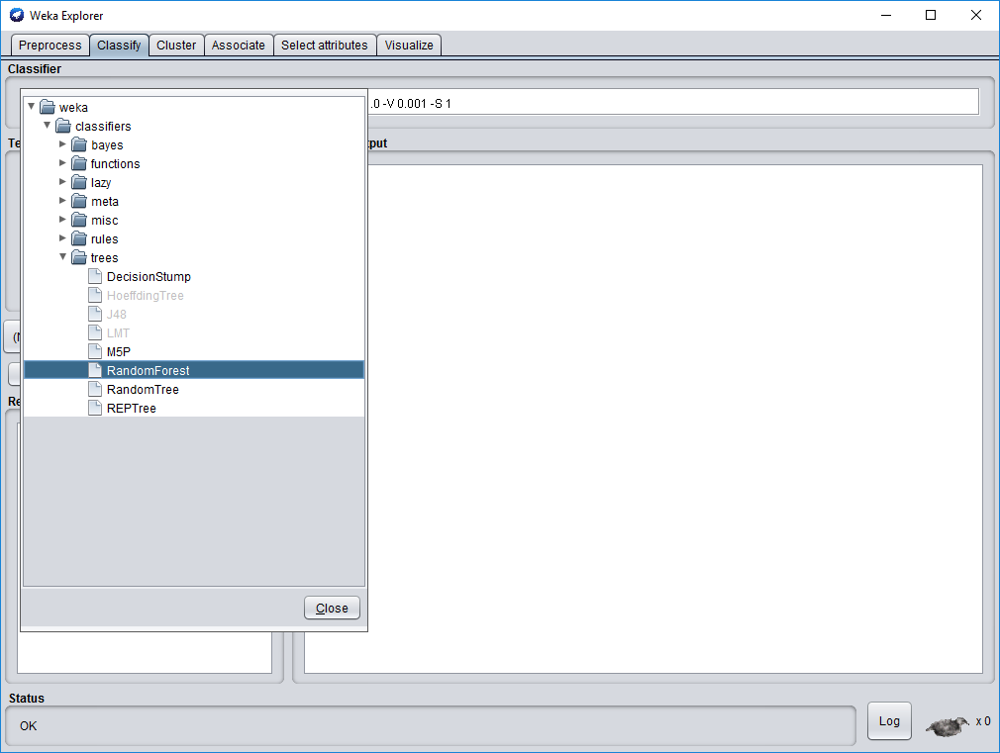 Weka Explorer
Preprocess Classify Cluster Associate Select attributes Visualize
Classifier
.0 -V 0.001 -S 1
weka
classifiers
bayes
functions
lazy
meta
misc
rules
trees
DecisionStump
HoeffdingTree
J48
LMT
M5P
RandomForest
RandomTree
REPTree
Close
Te
put
Re
Status
OK
Log
x 0